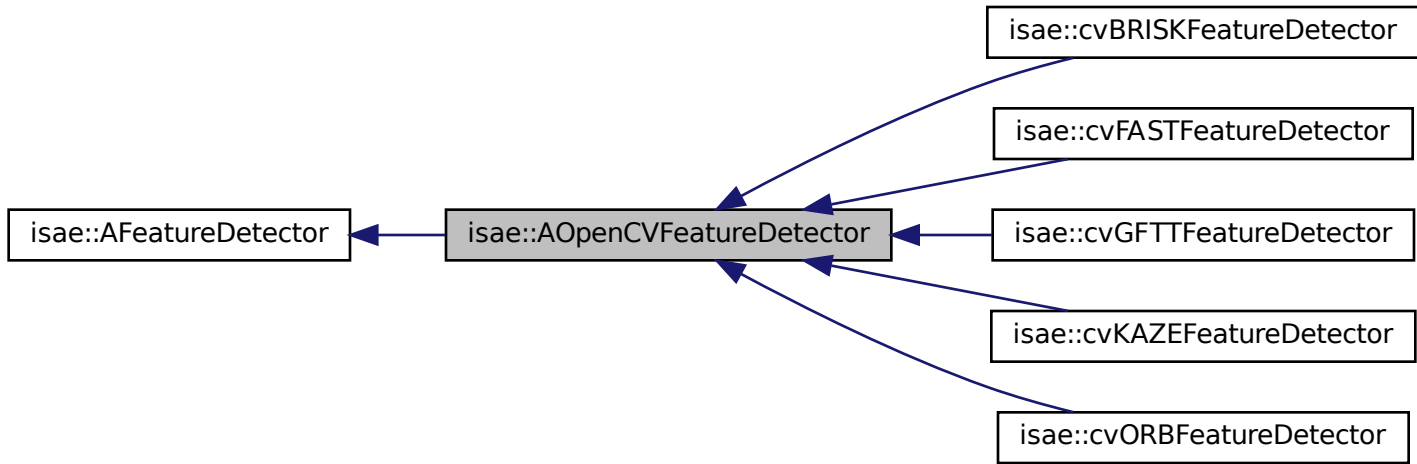 isae::cvBRISKFeatureDetector
isae::cvFASTFeatureDetector
isae::AFeatureDetector
isae::AOpenCVFeatureDetector
isae::cvGFTTFeatureDetector
isae::cvKAZEFeatureDetector
isae::cvORBFeatureDetector